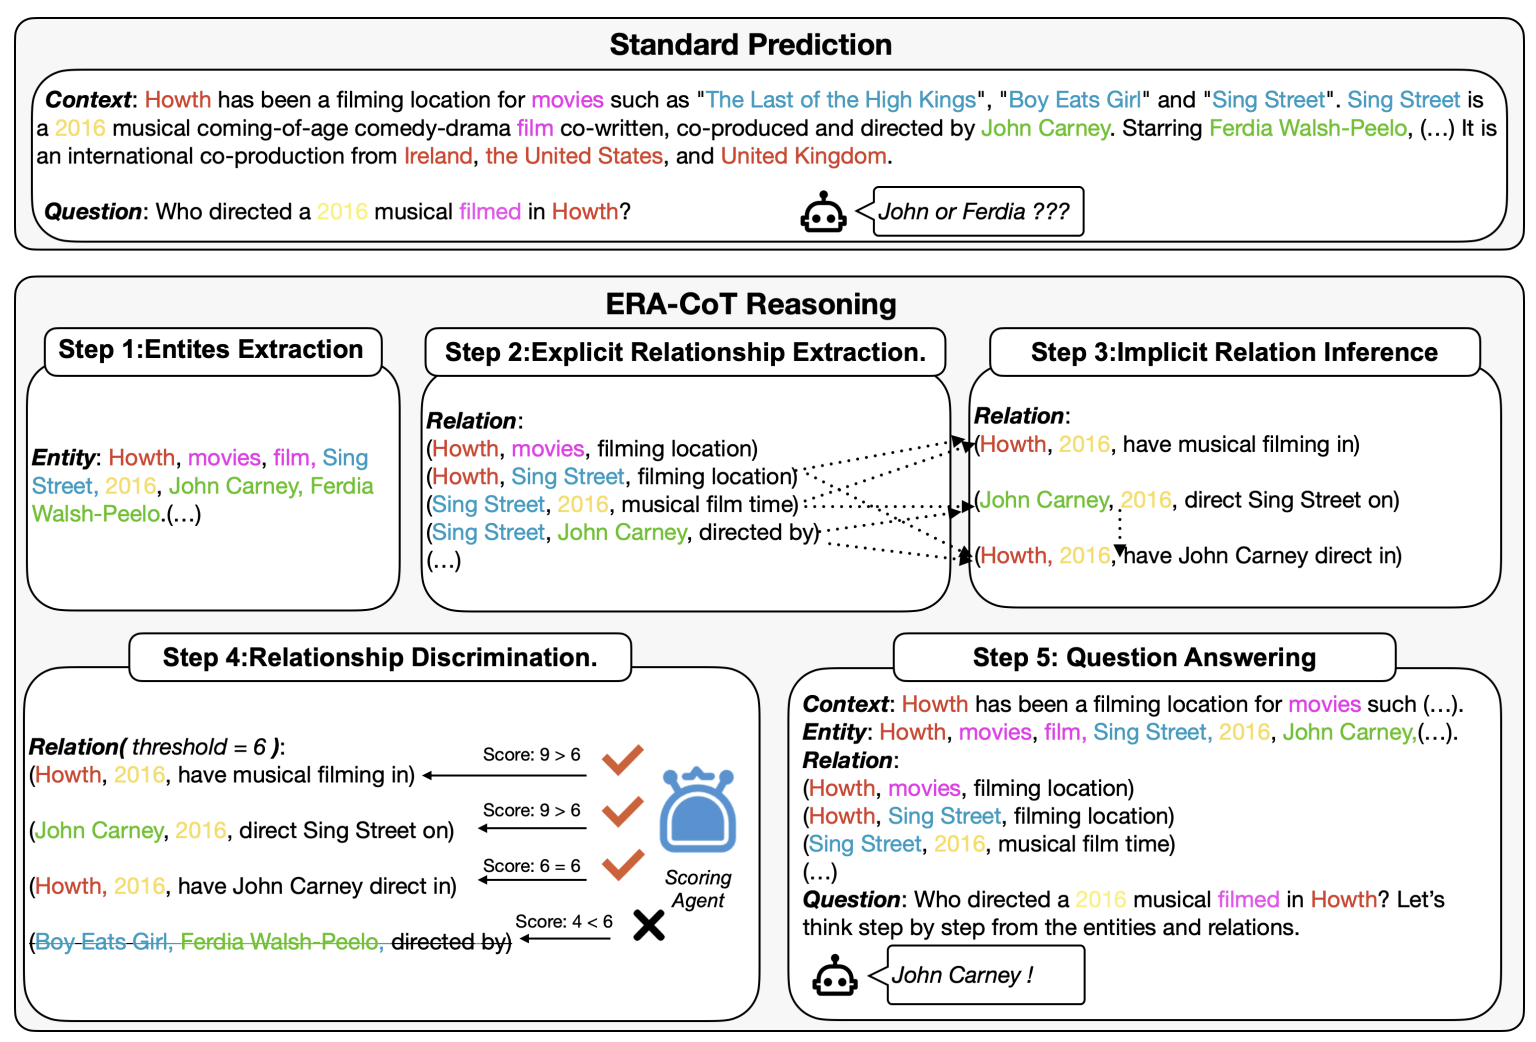 Standard Prediction
Context: Howth has been a filming location for movies such as "The Last of the High Kings", "Boy Eats Girl" and "Sing Street". Sing Street is
a 2016 musical coming-of-age comedy-drama film co-written, co-produced and directed by John Carney. Starring Ferdia Walsh-Peelo, (...) It is
an international co-production from Ireland, the United States, and United Kingdom.
Question: Who directed a 2016 musical filmed in Howth?
John or Ferdia ???
ERA-CoT Reasoning
Step 1:Entites Extraction
Entity: Howth, movies, film, Sing
Street, 2016, John Carney, Ferdia
Walsh-Peelo.(...)
Step 2:Explicit Relationship Extraction.
Relation:
(Howth, movies, filming location)
(Howth, Sing Street, filming location)
(Sing Street, 2016, musical film time)
(Sing Street, John Carney, directed by)
(...)
Step 3:Implicit Relation Inference
Relation:
(Howth, 2016, have musical filming in)
(John Carney, 2016, direct Sing Street on)
(Howth, 2016, have John Carney direct in)
Step 4:Relationship Discrimination.
Relation( threshold = 6 ):
(Howth, 2016, have musical filming in)
Score: 9 > 6
(John Carney, 2016, direct Sing Street on)
Score: 9 > 6
(Howth, 2016, have John Carney direct in)
Score: 6 = 6
(Boy Eats Girl, Ferdia Walsh-Peelo, directed by)
Score: 4 < 6
Scoring
Agent
Step 5: Question Answering
Context: Howth has been a filming location for movies such (...).
Entity: Howth, movies, film, Sing Street, 2016, John Carney,(...).
Relation:
(Howth, movies, filming location)
(Howth, Sing Street, filming location)
(Sing Street, 2016, musical film time)
(...)
Question: Who directed a 2016 musical filmed in Howth? Let's
think step by step from the entities and relations.
John Carney !